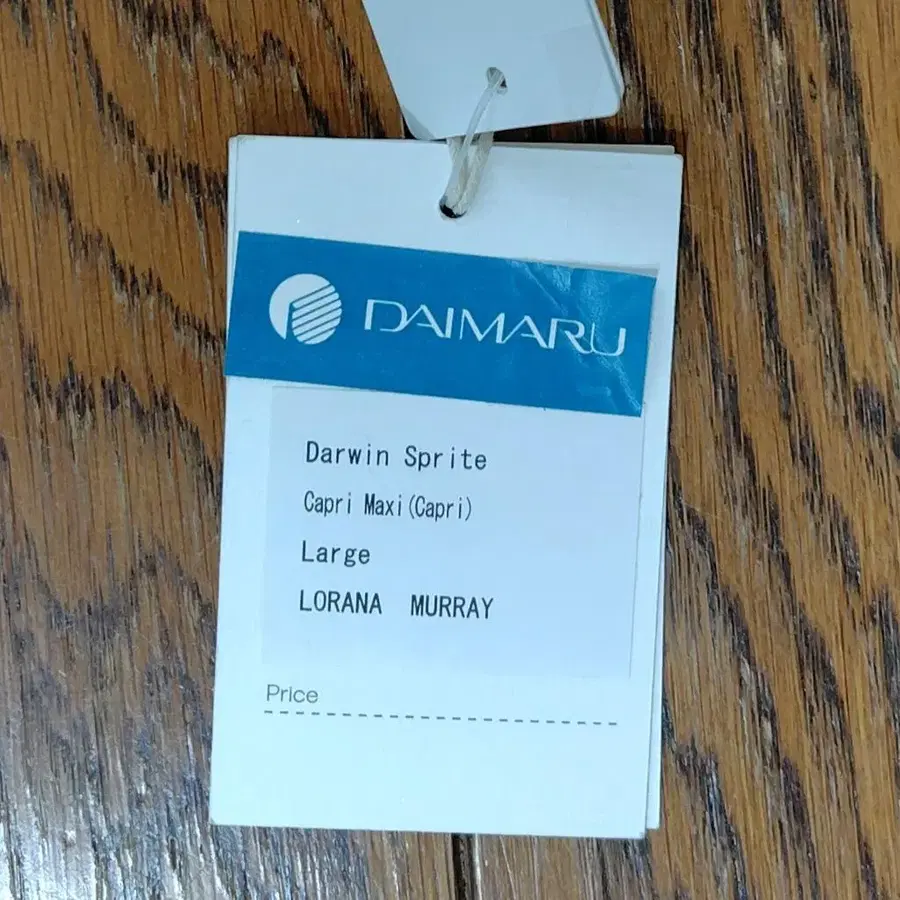 DAIMARU
Darwin Sprite
Capri Maxi(Capri)
Large
LORANA MURRAY
Price